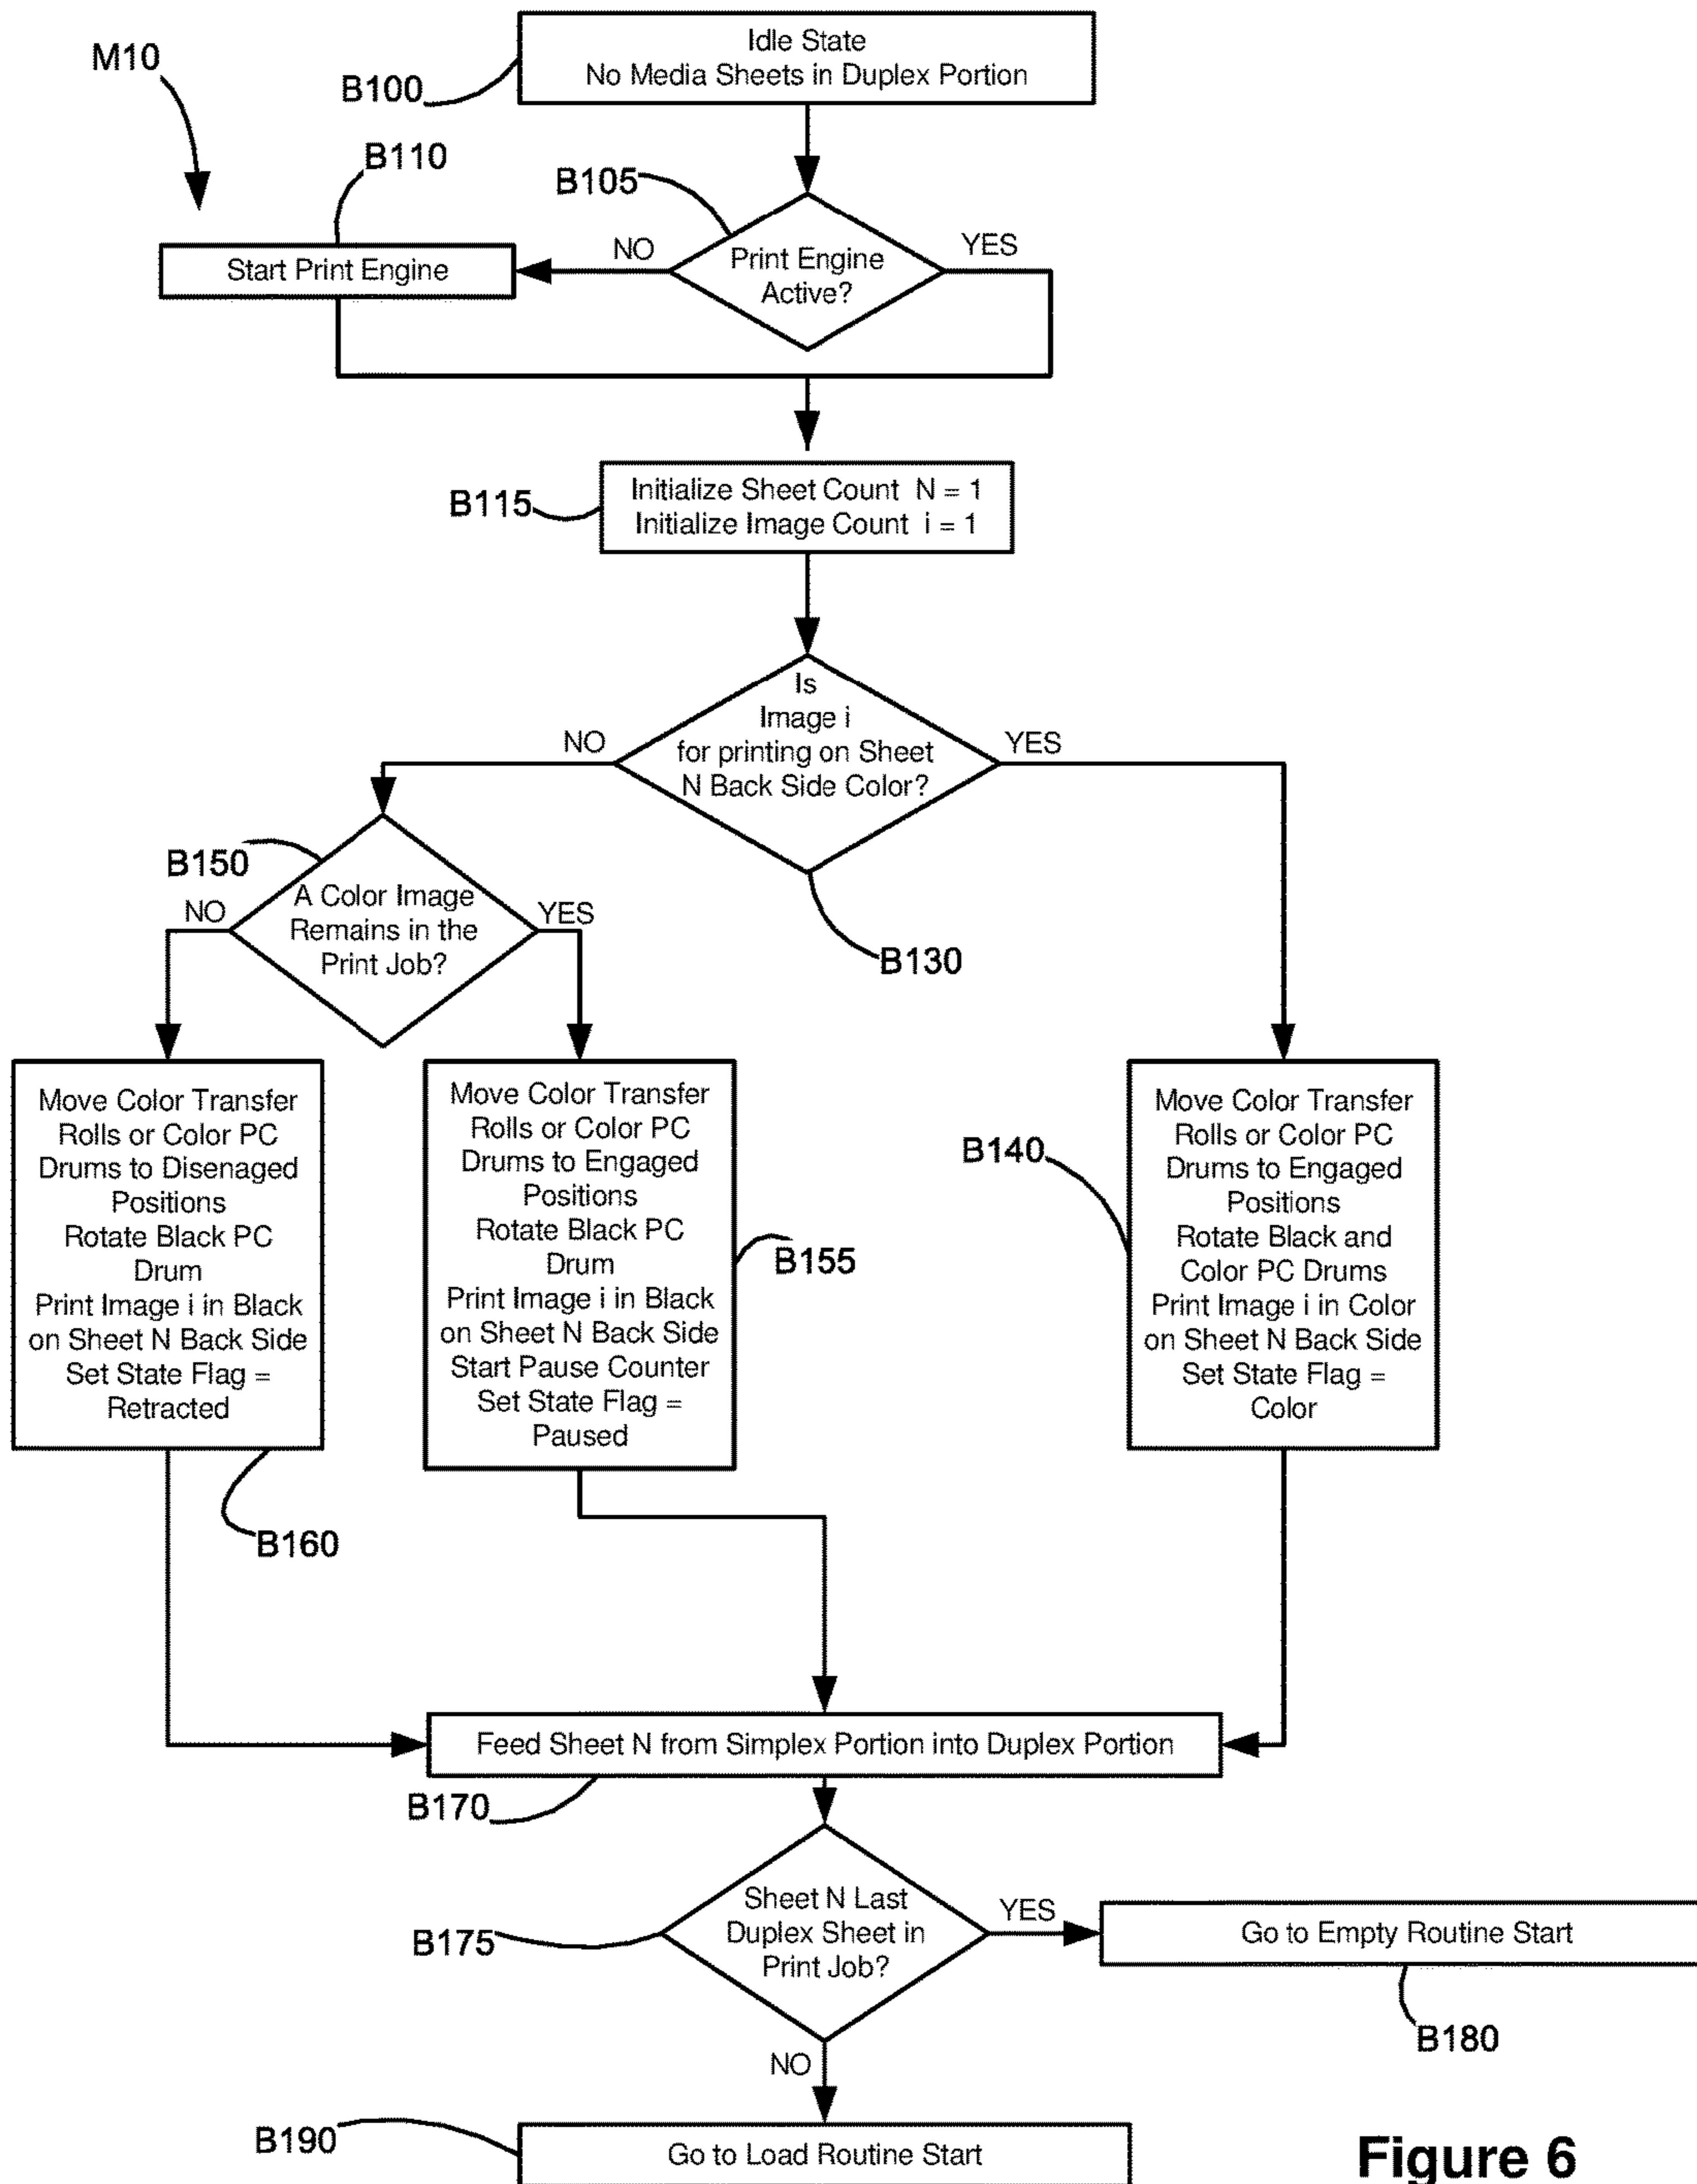 Idle State
No Media Sheets in Duplex Portion
M10
B100
B110
B105
NO
YES
Start Print Engine
Print Engine
Active?
B115
Initialize Sheet Count N = 1
Initialize Image Count i = 1
Is
Image i
for printing on Sheet
N Back Side Color?
NO
YES
B150
A Color Image
Remains in the
Print Job?
NO
YES
B130
Move Color Transfer
Rolls or Color PC
Drums to Disenaged
Positions
Rotate Black PC
Drum
Print Image i in Black
on Sheet N Back Side
Set State Flag =
Retracted
Move Color Transfer
Rolls or Color PC
Drums to Engaged
Positions
Rotate Black PC
Drum
Print Image i in Black
on Sheet N Back Side
Start Pause Counter
Set State Flag =
Paused
B155
B140
Move Color Transfer
Rolls or Color PC
Drums to Engaged
Positions
Rotate Black and
Color PC Drums
Print Image i in Color
on Sheet N Back Side
Set State Flag =
Color
B160
Feed Sheet N from Simplex Portion into Duplex Portion
B170
Sheet N Last
Duplex Sheet in
Print Job?
YES
B175
Go to Empty Routine Start
B180
NO
B190
Go to Load Routine Start
Figure 6